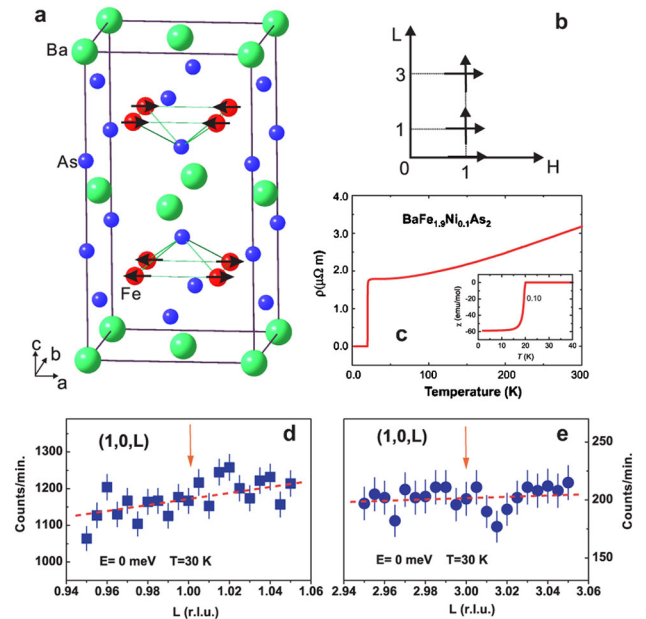 a
Ba
As
Fe
c
b
a
b
L
3
1
0
1
H
4.0
3.0
2.0
1.0
0.0
ρ(μΩ m)
BaFe1.9Ni0.1As2
c
0.0
100
200
300
Temperature (K)
0
-20
-40
-60
χ (emu/mol)
0.10
0
10
20
30
40
T (K)
d
(1,0,L)
1300
1200
1100
1000
Counts/min.
E= 0 meV T=30 K
0.94 0.96 0.98 1.00 1.02 1.04 1.06
L (r.l.u.)
e
(1,0,L)
250
200
150
Counts/min.
E= 0 meV T=30 K
2.94 2.96 2.98 3.00 3.02 3.04 3.06
L (r.l.u.)